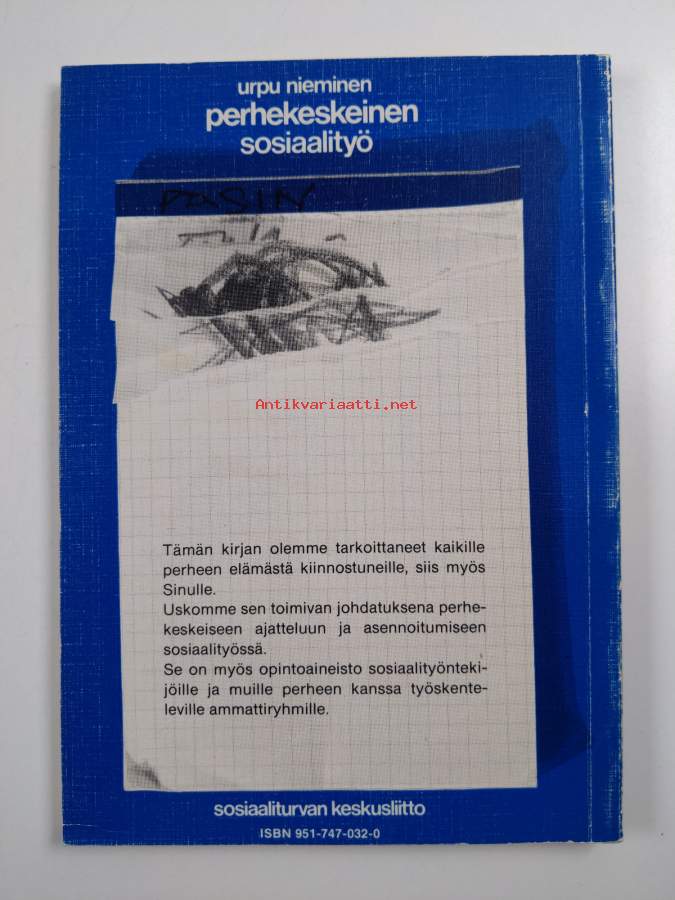 urpu nieminen
perhekeskeinen
sosiaalityö
PASIN
Antikvariaatti.net
Tämän kirjan olemme tarkoittaneet kaikille
perheen elämästä kiinnostuneille, siis myös
Sinulle.
Uskomme sen toimivan johdatuksena perhe-
keskeiseen ajatteluun ja asennoitumiseen
sosiaalityössä.
Se on myös opintoaineisto sosiaalityönteki-
jöille ja muille perheen kanssa työskente-
leville ammattiryhmille.
sosiaaliturvan keskusliitto
ISBN 951-747-032-0